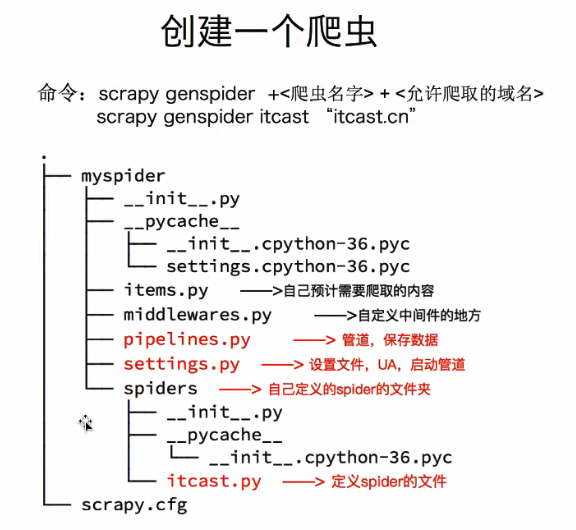 创建一个爬虫
命令：scrapy genspider +<爬虫名字> + <允许爬取的域名>
scrapy genspider itcast “itcast.cn”
.
├── myspider
│   ├── __init__.py
│   ├── __pycache__
│   │   ├── __init__.cpython-36.pyc
│   │   └── settings.cpython-36.pyc
│   ├── items.py ——>自己预计需要爬取的内容
│   ├── middlewares.py ——>自定义中间件的地方
│   ├── pipelines.py ——> 管道，保存数据
│   ├── settings.py ——> 设置文件，UA，启动管道
│   └── spiders ——> 自己定义的spider的文件夹
│       ├── __init__.py
│       ├── __pycache__
│       │   └── __init__.cpython-36.pyc
│       └── itcast.py ——> 定义spider的文件
└── scrapy.cfg